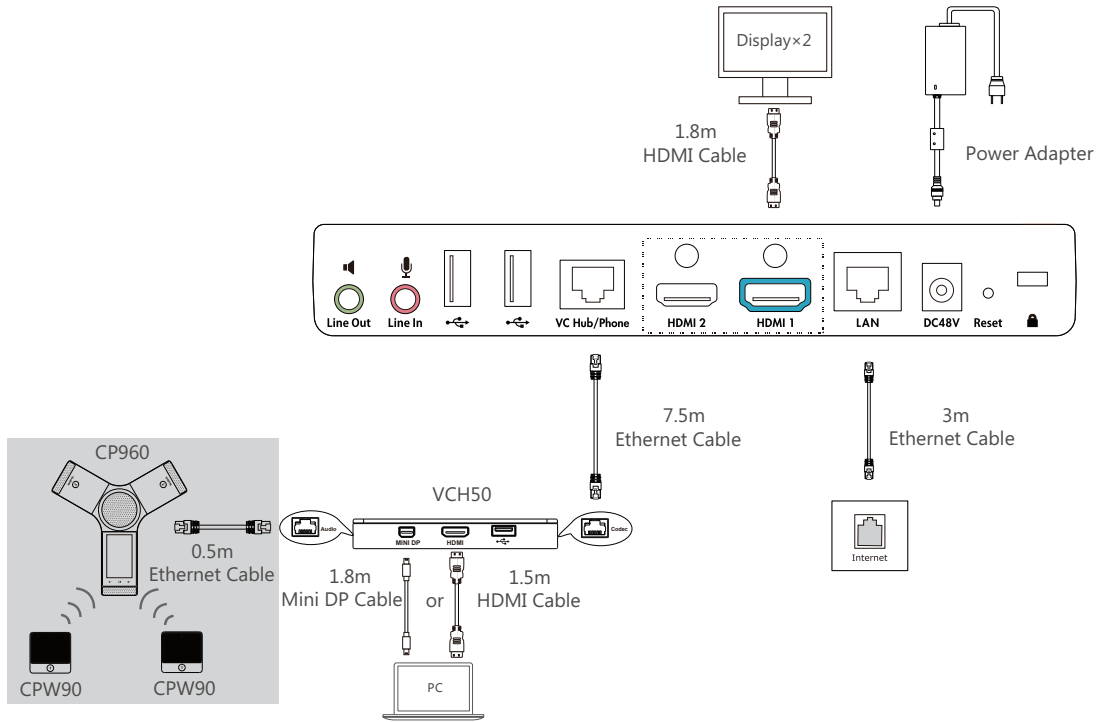 Display×2
1.8m
HDMI Cable
Power Adapter
Line Out
Line In
VC Hub/Phone
HDMI 2
HDMI 1
LAN
DC48V
Reset
7.5m
Ethernet Cable
3m
Ethernet Cable
CP960
VCH50
Audio
MINI DP
HDMI
Codec
0.5m
Ethernet Cable
Internet
1.8m
Mini DP Cable
or
1.5m
HDMI Cable
CPW90
CPW90
PC